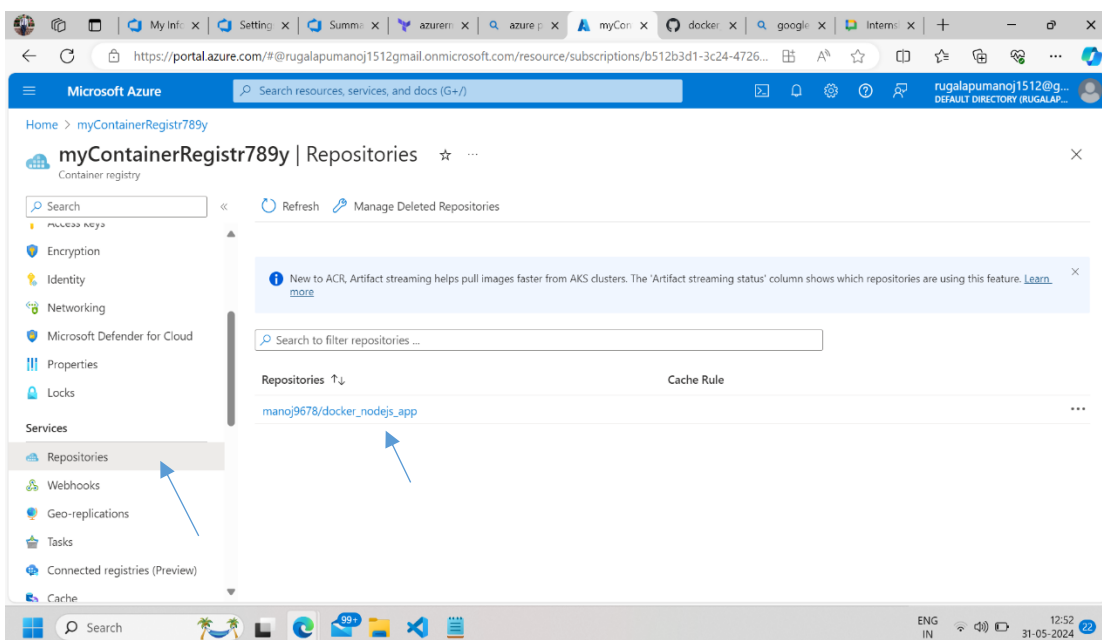 My Info
Setting
Summa
azurerm
azure p
myCon
docker
google
Interns
https://portal.azure.com/#@rugalapumanoj1512gmail.onmicrosoft.com/resource/subscriptions/b512b3d1-3c24-4726...
Microsoft Azure
Search resources, services, and docs (G+/)
rugalapumanoj1512@g...
DEFAULT DIRECTORY (RUGALAP...
Home > myContainerRegistr789y
myContainerRegistr789y | Repositories
Container registry
Search
Refresh
Manage Deleted Repositories
Access keys
Encryption
Identity
Networking
Microsoft Defender for Cloud
Properties
Locks
Services
Repositories
Webhooks
Geo-replications
Tasks
Connected registries (Preview)
Cache
New to ACR, Artifact streaming helps pull images faster from AKS clusters. The 'Artifact streaming status' column shows which repositories are using this feature. Learn
more
Search to filter repositories ...
Repositories ↑↓ Cache Rule
manoj9678/docker_nodejs_app
Search
99+
ENG
IN
12:52
31-05-2024
22